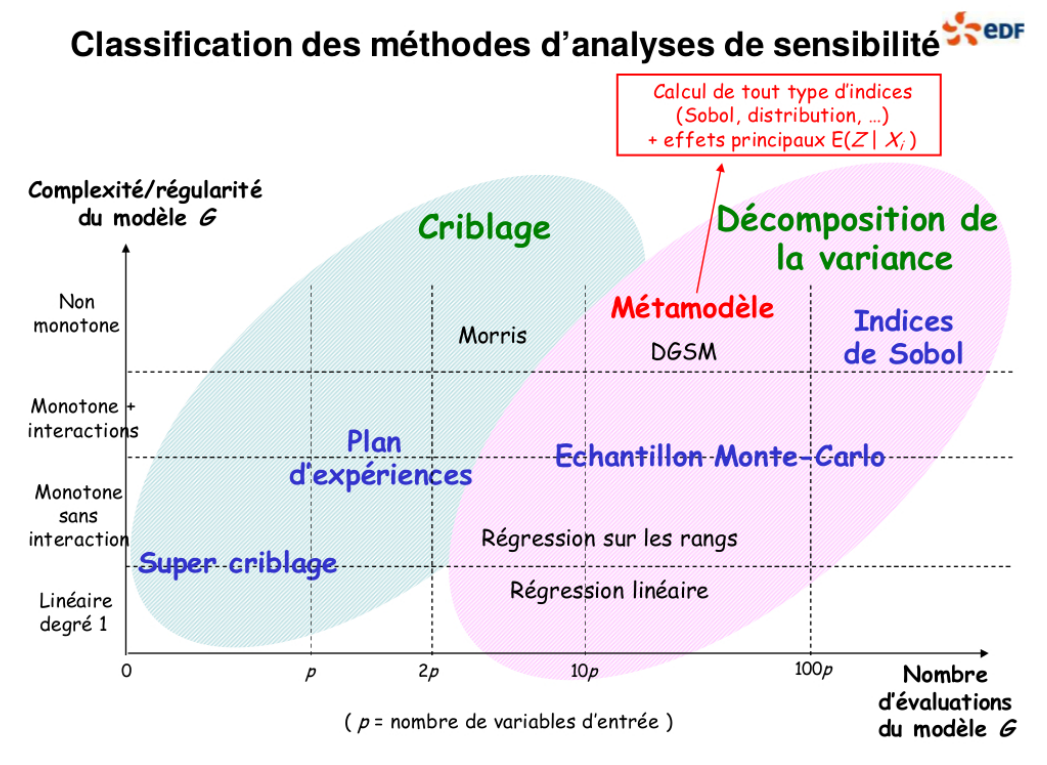 Classification des méthodes d'analyses de sensibilité
edF
Calcul de tout type d'indices
(Sobol, distribution, …)
+ effets principaux E(Z | Xi )
Complexité/régularité
du modèle G
Criblage
Décomposition de
la variance
Non
monotone
Métamodèle
Indices
de Sobol
Morris
DGSM
Monotone +
interactions
Plan
d'expériences
Echantillon Monte-Carlo
Monotone
sans
interaction
Régression sur les rangs
Super criblage
Régression linéaire
Linéaire
degré 1
0
p
2p
10p
100p
Nombre
d'évaluations
du modèle G
( p = nombre de variables d'entrée )